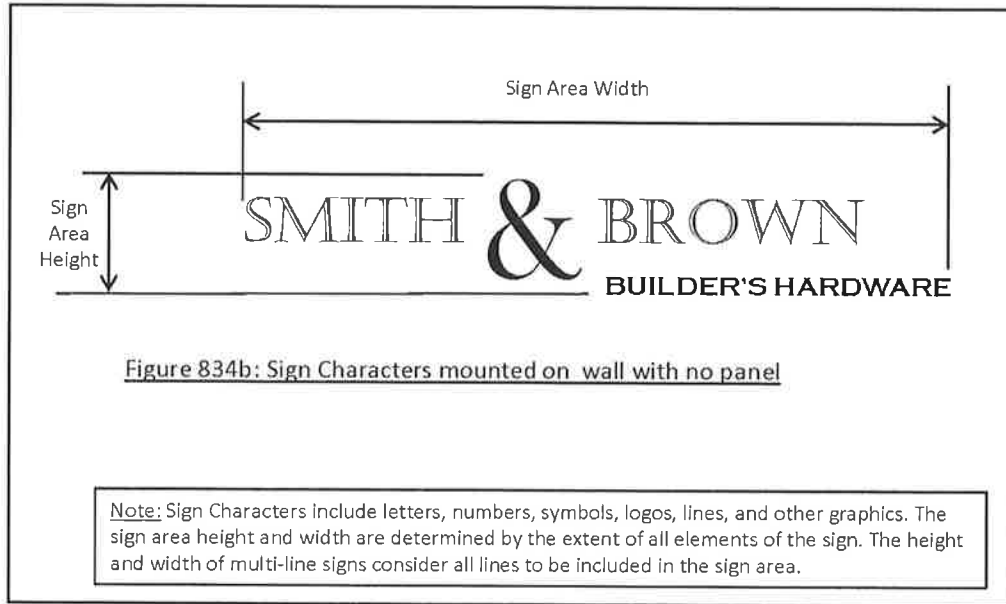 Sign Area Width
Sign
Area
Height
SMITH & BROWN
BUILDER'S HARDWARE
Figure 834b: Sign Characters mounted on wall with no panel
Note: Sign Characters include letters, numbers, symbols, logos, lines, and other graphics. The
sign area height and width are determined by the extent of all elements of the sign. The height
and width of multi-line signs consider all lines to be included in the sign area.